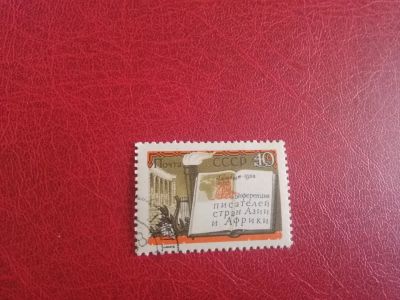 Почта СССР 40
конференция
писателей
стран Азии
и Африки